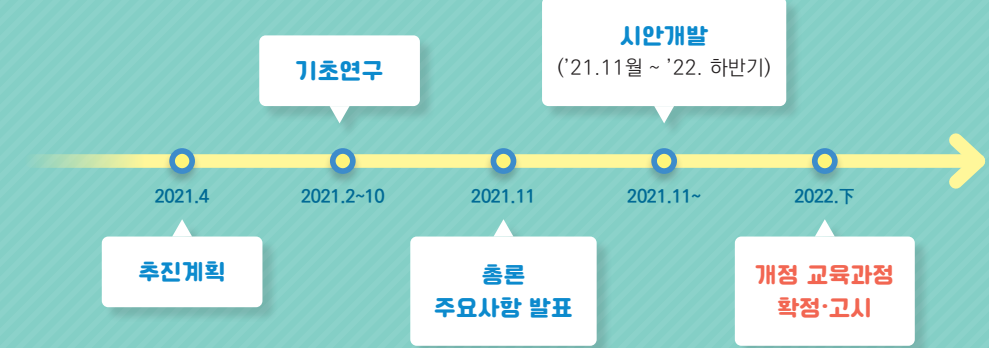 시안개발
(’21.11월 ~ ’22. 하반기)
기초연구
2021.4
2021.2~10
2021.11
2021.11~
2022.下
추진계획
총론
주요사항 발표
개정 교육과정
확정·고시